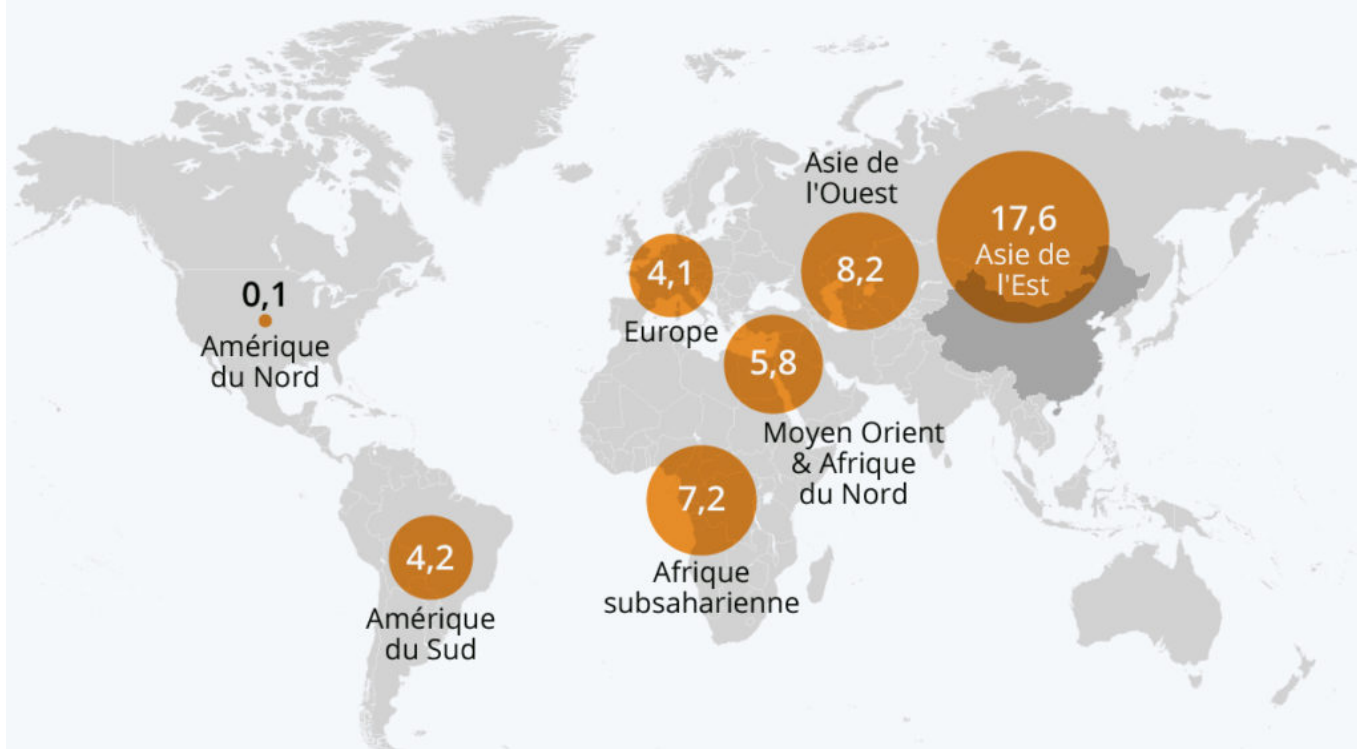 0,1
Amérique
du Nord
4,2
Amérique
du Sud
4,1
Europe
Asie de
l'Ouest
8,2
17,6
Asie de
l'Est
5,8
Moyen Orient
& Afrique
du Nord
7,2
Afrique
subsaharienne